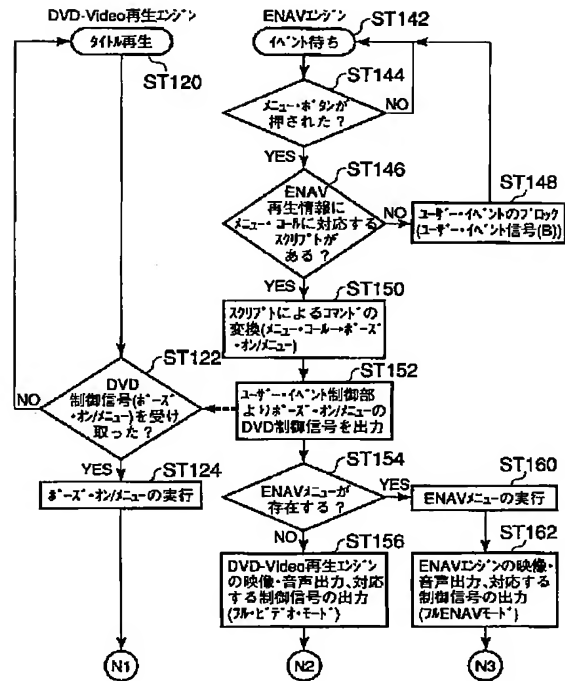 DVD-Video再生エンジン
タイトル再生
ST120
ENAVエンジン
ST142
イベント待ち
ST144
メニュー・ボタンが
押された?
NO
YES
ST146
ENAV
再生情報に
メニュー・コールに対応する
スクリプトが
ある?
NO
ST148
ユーザー・イベントのブロック
(ユーザー・イベント信号(B))
YES
ST150
スクリプトによるコマンドの
変換(メニュー・コール→ポーズ
・オン/メニュー)
ST122
DVD
制御信号(ポーズ
・オン/メニュー)を受け
取った?
NO
YES
ST152
ユーザー・イベント制御部
よりポーズ・オン/メニューの
DVD制御信号を出力
ST124
ポーズ・オン/メニューの実行
ST154
ENAVメニューが
存在する?
YES
NO
ST160
ENAVメニューの実行
ST156
DVD-Video再生エンジン
の映像・音声出力、対応
する制御信号の出力
(フル・ビデオ・モード)
ST162
ENAVエンジンの映像・
音声出力、対応する
制御信号の出力
(フルENAVモード)
N1
N2
N3